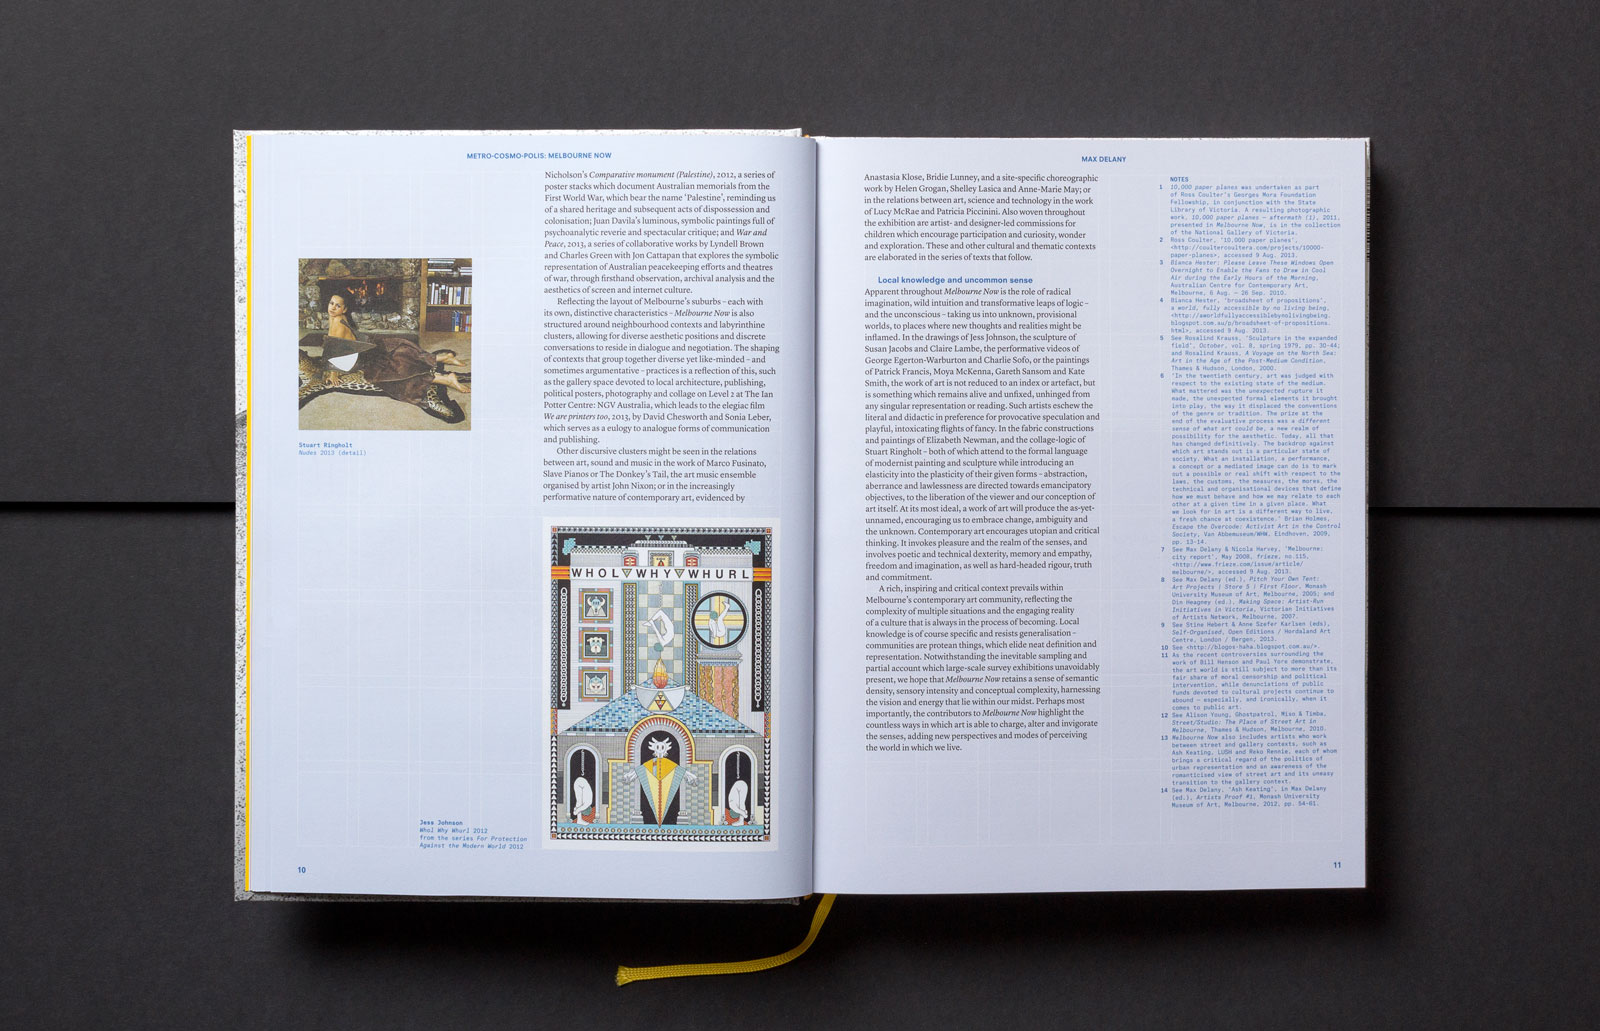 METRO-COSMO-POLIS: MELBOURNE NOW
Nicholson's Comparative monument (Palestine), 2012, a series of
poster stacks which document Australian memorials from the
First World War, which bear the name 'Palestine', reminding us
of a shared heritage and subsequent acts of dispossession and
colonisation; Juan Davila's luminous, symbolic paintings full of
psychoanalytic reverie and spectacular critique; and War and
Peace, 2013, a series of collaborative works by Lyndell Brown
and Charles Green with Jon Cattapan that explores the symbolic
representation of Australian peacekeeping efforts and theatres
of war, through firsthand observation, archival analysis and the
aesthetics of screen and internet culture.
Reflecting the layout of Melbourne's suburbs – each with
its own, distinctive characteristics – Melbourne Now is also
structured around neighbourhood contexts and labyrinthine
clusters, allowing for diverse aesthetic positions and discrete
conversations to reside in dialogue and negotiation. The shaping
of contexts that group together diverse yet like-minded – and
sometimes argumentative – practices is a reflection of this, such
as the gallery space devoted to local architecture, publishing,
political posters, photography and collage on Level 2 at The Ian
Potter Centre: NGV Australia, which leads to the elegiac film
We are printers too, 2013, by David Chesworth and Sonia Leber,
which serves as a eulogy to analogue forms of communication
and publishing.
Other discursive clusters might be seen in the relations
between art, sound and music in the work of Marco Fusinato,
Slave Pianos or The Donkey's Tail, the art music ensemble
organised by artist John Nixon; or in the increasingly
performative nature of contemporary art, evidenced by
Stuart Ringholt
Nudes 2013 (detail)
WHOL WHY WHURL
Jess Johnson
Whol Why Whurl 2012
from the series For Protection
Against the Modern World 2012
10
MAX DELANY
Anastasia Klose, Bridie Lunney, and a site-specific choreographic
work by Helen Grogan, Shelley Lasica and Anne-Marie May; or
in the relations between art, science and technology in the work
of Lucy McRae and Patricia Piccinini. Also woven throughout
the exhibition are artist- and designer-led commissions for
children which encourage participation and curiosity, wonder
and exploration. These and other cultural and thematic contexts
are elaborated in the series of texts that follow.
Local knowledge and uncommon sense
Apparent throughout Melbourne Now is the role of radical
imagination, wild intuition and transformative leaps of logic –
and the unconscious – taking us into unknown, provisional
worlds, to places where new thoughts and realities might be
inflamed. In the drawings of Jess Johnson, the sculpture of
Susan Jacobs and Claire Lambe, the performative videos of
George Egerton-Warburton and Charlie Sofo, or the paintings
of Patrick Francis, Moya McKenna, Gareth Sansom and Kate
Smith, the work of art is not reduced to an index or artefact, but
is something which remains alive and unfixed, unhinged from
any singular representation or reading. Such artists eschew the
literal and didactic in preference for provocative speculation and
playful, intoxicating flights of fancy. In the fabric constructions
and paintings of Elizabeth Newman, and the collage-logic of
Stuart Ringholt – both of which attend to the formal language
of modernist painting and sculpture while introducing an
elasticity into the plasticity of their given forms – abstraction,
aberrance and lawlessness are directed towards emancipatory
objectives, to the liberation of the viewer and our conception of
art itself. At its most ideal, a work of art will produce the as-yet-
unnamed, encouraging us to embrace change, ambiguity and
the unknown. Contemporary art encourages utopian and critical
thinking. It invokes pleasure and the realm of the senses, and
involves poetic and technical dexterity, memory and empathy,
freedom and imagination, as well as hard-headed rigour, truth
and commitment.
A rich, inspiring and critical context prevails within
Melbourne's contemporary art community, reflecting the
complexity of multiple situations and the engaging reality
of a culture that is always in the process of becoming. Local
knowledge is of course specific and resists generalisation –
communities are protean things, which elide neat definition and
representation. Notwithstanding the inevitable sampling and
partial account which large-scale survey exhibitions unavoidably
present, we hope that Melbourne Now retains a sense of semantic
density, sensory intensity and conceptual complexity, harnessing
the vision and energy that lie within our midst. Perhaps most
importantly, the contributors to Melbourne Now highlight the
countless ways in which art is able to charge, alter and invigorate
the senses, adding new perspectives and modes of perceiving
the world in which we live.
NOTES
1 10,000 paper planes was undertaken as part
of Ross Coulter's Georges Mora Foundation
Fellowship, in conjunction with the State
Library of Victoria. A resulting photographic
work, 10,000 paper planes – aftermath (1), 2011,
presented in Melbourne Now, is in the collection
of the National Gallery of Victoria.
2 Ross Coulter, '10,000 paper planes',
<http://coultercoultera.com/projects/10000-
paper-planes>, accessed 9 Aug. 2013.
3 Bianca Hester: Please Leave These Windows Open
Overnight to Enable the Fans to Draw in Cool
Air during the Early Hours of the Morning,
Australian Centre for Contemporary Art,
Melbourne, 6 Aug. – 26 Sep. 2010.
4 Bianca Hester, 'broadsheet of propositions',
a world, fully accessible by no living being,
<http://aworldfullyaccessiblebynolivingbeing.
blogspot.com.au/p/broadsheet-of-propositions.
html>, accessed 9 Aug. 2013.
5 See Rosalind Krauss, 'Sculpture in the expanded
field', October, vol. 8, spring 1979, pp. 30–44;
and Rosalind Krauss, A Voyage on the North Sea:
Art in the Age of the Post-Medium Condition,
Thames & Hudson, London, 2000.
6 'In the twentieth century, art was judged with
respect to the existing state of the medium.
What mattered was the unexpected rupture it
made, the unexpected formal elements it brought
into play, the way it displaced the conventions
of the genre or tradition. The prize at the
end of the evaluative process was a different
sense of what art could be, a new realm of
possibility for the aesthetic. Today, all that
has changed definitively. The backdrop against
which art stands out is a particular state of
society. What an installation, a performance,
a concept or a mediated image can do is to mark
out a possible or real shift with respect to the
laws, the customs, the measures, the mores, the
technical and organisational devices that define
how we must behave and how we may relate to each
other at a given time in a given place. What
we look for in art is a different way to live,
a fresh chance at coexistence.' Brian Holmes,
Escape the Overcode: Activist Art in the Control
Society, Van Abbemuseum/WHW, Eindhoven, 2009,
pp. 13–14.
7 See Max Delany & Nicola Harvey, 'Melbourne:
city report', May 2008, frieze, no.115,
<http://www.frieze.com/issue/article/
melbourne/>, accessed 9 Aug. 2013.
8 See Max Delany (ed.), Pitch Your Own Tent:
Art Projects | Store 5 | First Floor, Monash
University Museum of Art, Melbourne, 2005; and
Din Heagney (ed.), Making Space: Artist-Run
Initiatives in Victoria, Victorian Initiatives
of Artists Network, Melbourne, 2007.
9 See Stine Hebert & Anne Szefer Karlsen (eds),
Self-Organised, Open Editions / Hordaland Art
Centre, London / Bergen, 2013.
10 See <http://blogos-haha.blogspot.com.au/>.
11 As the recent controversies surrounding the
work of Bill Henson and Paul Yore demonstrate,
the art world is still subject to more than its
fair share of moral censorship and political
intervention, while denunciations of public
funds devoted to cultural projects continue to
abound – especially, and ironically, when it
comes to public art.
12 See Alison Young, Ghostpatrol, Miso & Timba,
Street/Studio: The Place of Street Art in
Melbourne, Thames & Hudson, Melbourne, 2010.
13 Melbourne Now also includes artists who work
between street and gallery contexts, such as
Ash Keating, LUSH and Reko Rennie, each of whom
brings a critical regard of the politics of
urban representation and an awareness of the
romanticised view of street art and its uneasy
transition to the gallery context.
14 See Max Delany, 'Ash Keating', in Max Delany
(ed.), Artists Proof #1, Monash University
Museum of Art, Melbourne, 2012, pp. 54–61.
11